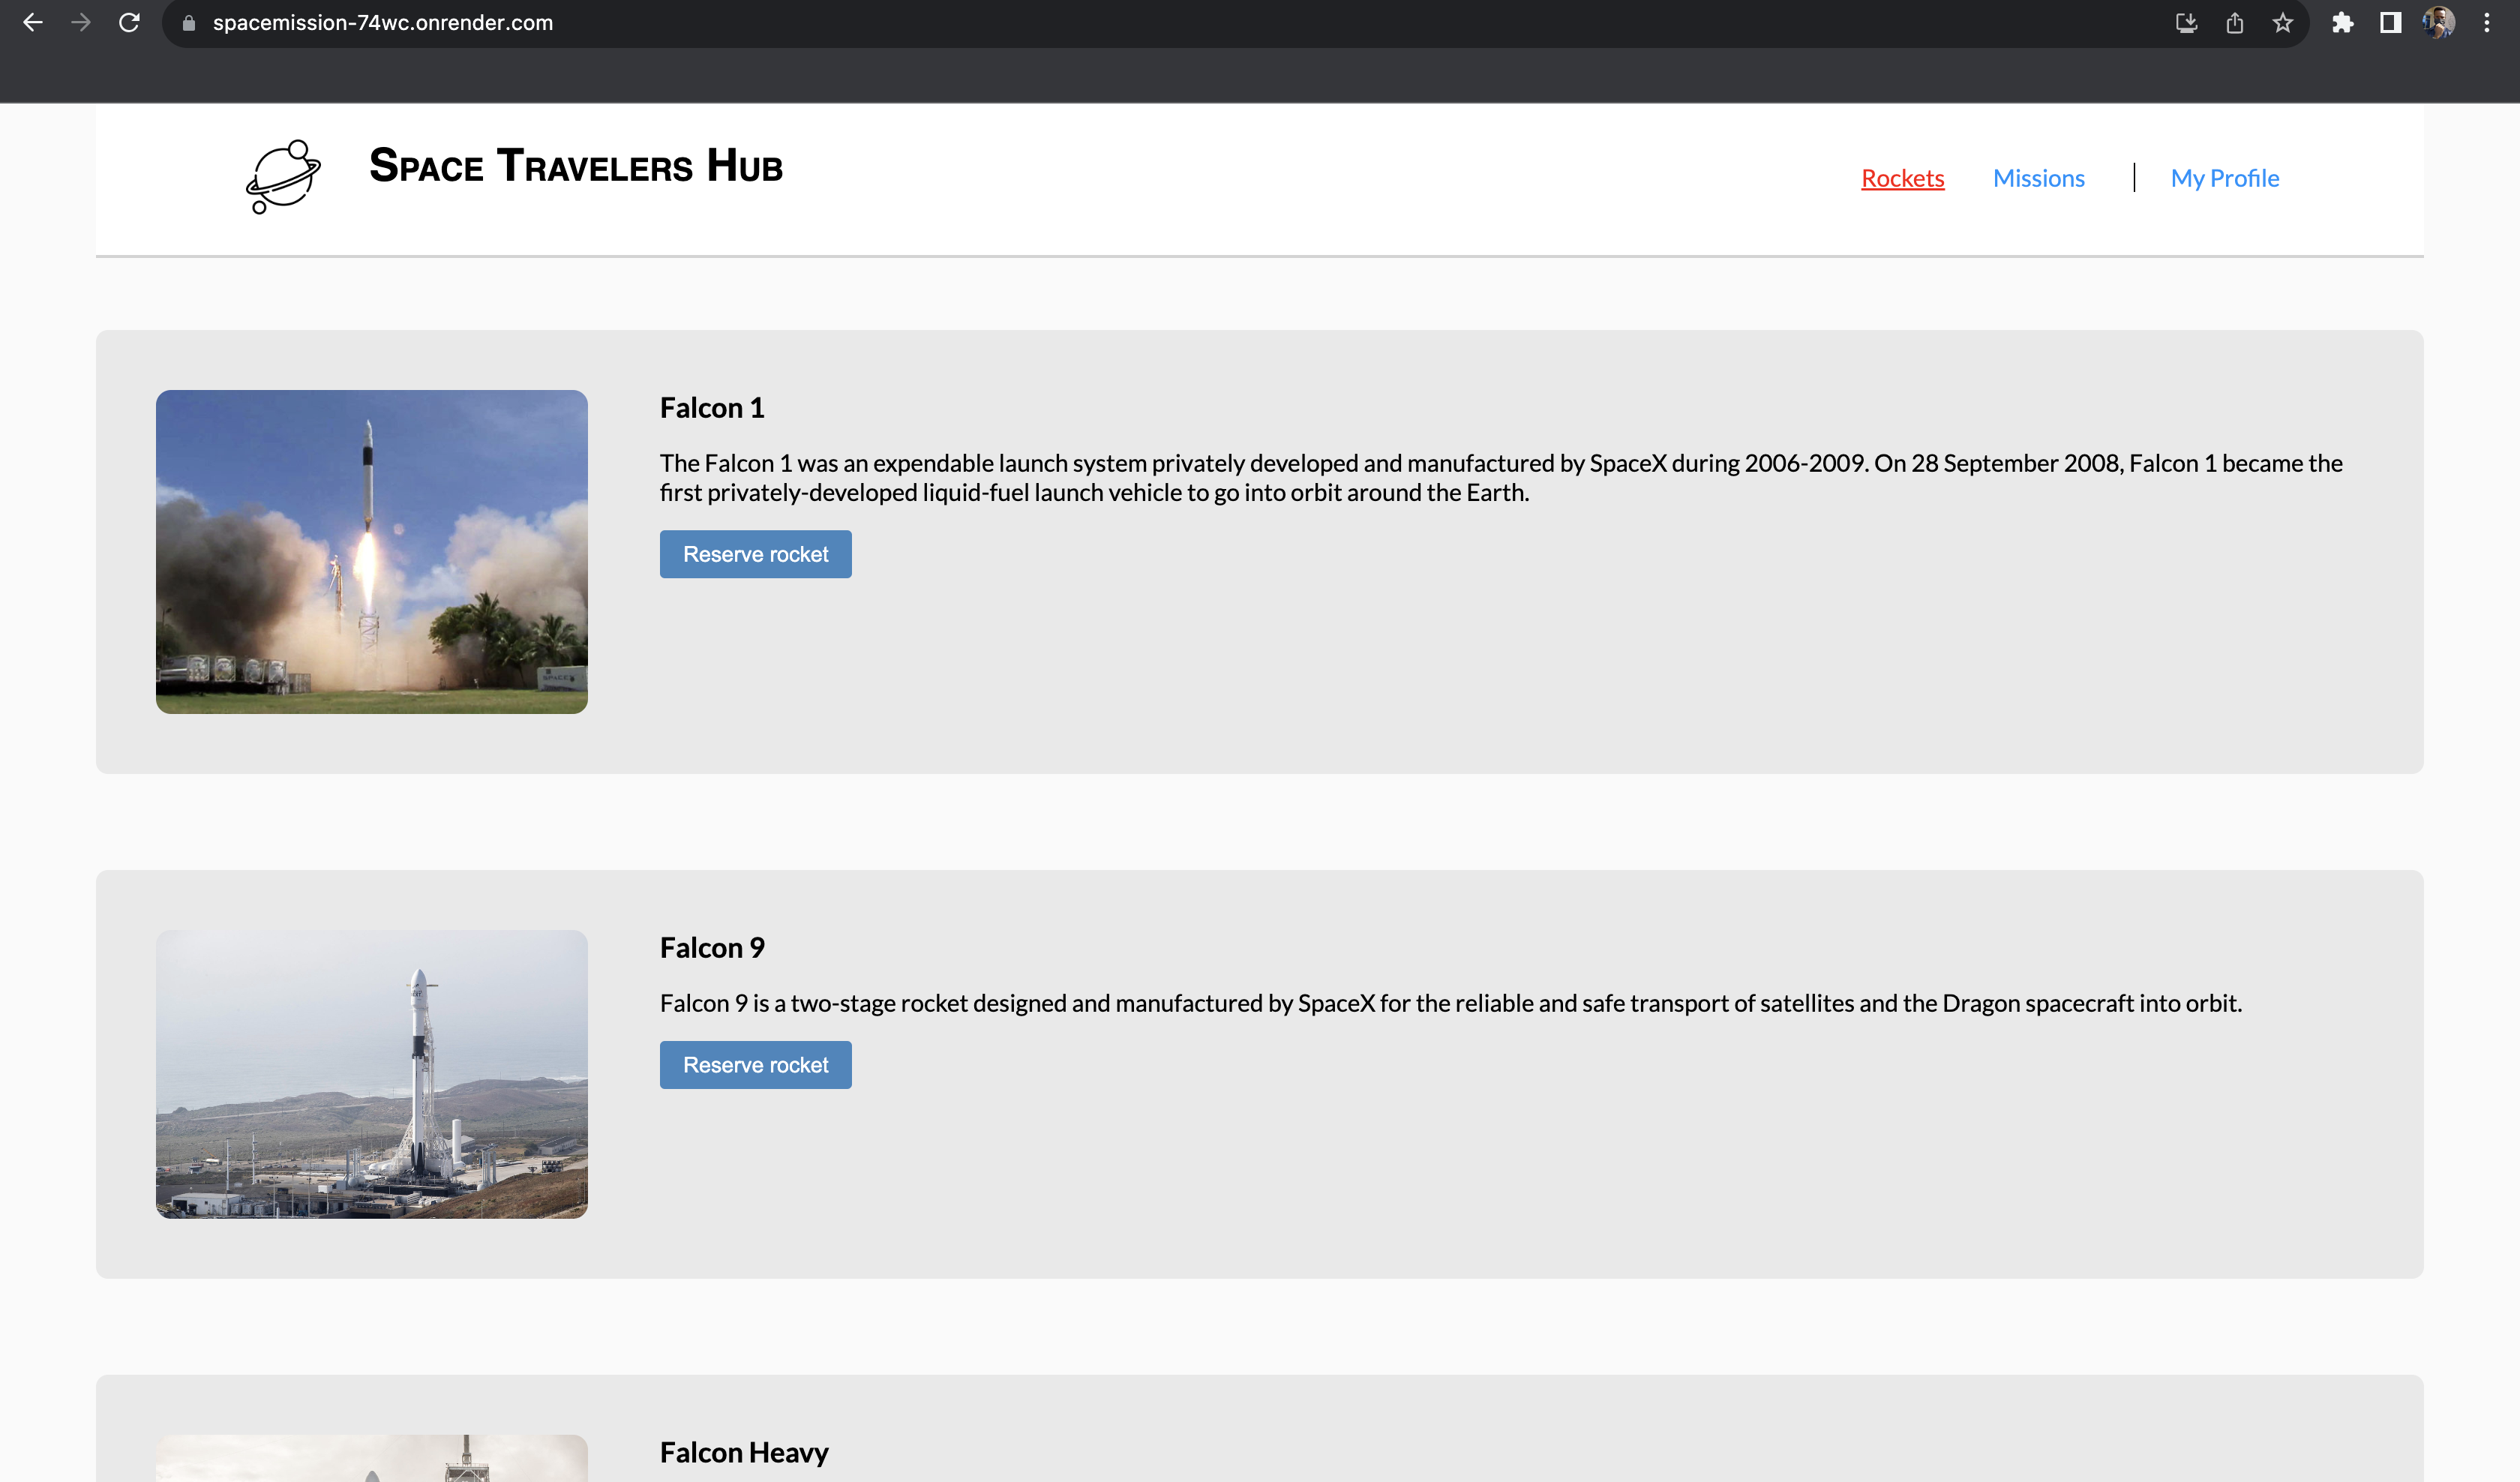 spacemission-74wc.onrender.com
Space Travelers Hub
Rockets
Missions
My Profile
Falcon 1
The Falcon 1 was an expendable launch system privately developed and manufactured by SpaceX during 2006-2009. On 28 September 2008, Falcon 1 became the
first privately-developed liquid-fuel launch vehicle to go into orbit around the Earth.
Reserve rocket
SPACEX
Falcon 9
Falcon 9 is a two-stage rocket designed and manufactured by SpaceX for the reliable and safe transport of satellites and the Dragon spacecraft into orbit.
Reserve rocket
Falcon Heavy